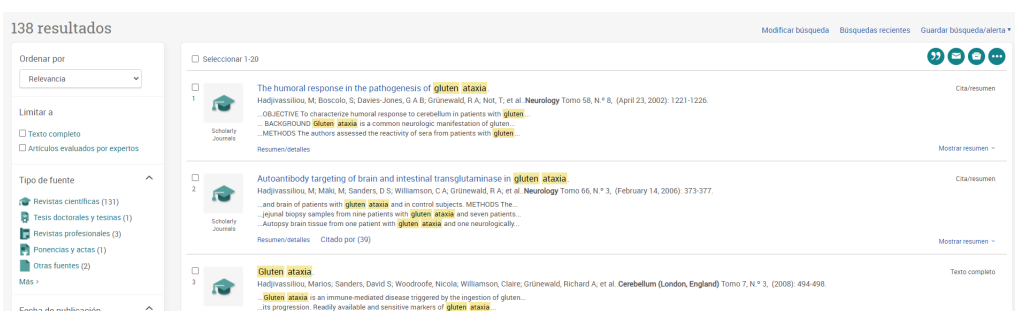 138 resultados
Modificar búsqueda Búsquedas recientes Guardar búsqueda/alerta
Ordenar por
Relevancia
Limitar a
Texto completo
Artículos evaluados por expertos
Tipo de fuente
Revistas científicas (131)
Tesis doctorales y tesinas (1)
Revistas profesionales (3)
Ponencias y actas (1)
Otras fuentes (2)
Más ›
Fecha de publicación
Seleccionar 1-20
1
Scholarly
Journals
The humoral response in the pathogenesis of gluten ataxia.
Cita/resumen
Hadjivassiliou, M; Boscolo, S; Davies-Jones, G A B; Grünewald, R A; Not, T; et al. Neurology Tomo 58, N.º 8, (April 23, 2002): 1221-1226.
...OBJECTIVE To characterize humoral response to cerebellum in patients with gluten...
... BACKGROUND Gluten ataxia is a common neurologic manifestation of gluten...
...METHODS The authors assessed the reactivity of sera from patients with gluten...
Resumen/detalles
Mostrar resumen
2
Scholarly
Journals
Autoantibody targeting of brain and intestinal transglutaminase in gluten ataxia.
Cita/resumen
Hadjivassiliou, M; Mäki, M; Sanders, D S; Williamson, C A; Grünewald, R A; et al. Neurology Tomo 66, N.º 3, (February 14, 2006): 373-377.
...and brain of patients with gluten ataxia and in control subjects. METHODS The...
...jejunal biopsy samples from nine patients with gluten ataxia and seven patients...
...Autopsy brain tissue from one patient with gluten ataxia and one neurologically...
Resumen/detalles Citado por (39)
Mostrar resumen
3
Gluten ataxia.
Texto completo
Hadjivassiliou, Marios; Sanders, David S; Woodroofe, Nicola; Williamson, Claire; Grünewald, Richard A; et al. Cerebellum (London, England) Tomo 7, N.º 3, (2008): 494-498.
...Gluten ataxia is an immune-mediated disease triggered by the ingestion of gluten...
...its progression. Readily available and sensitive markers of gluten ataxia...